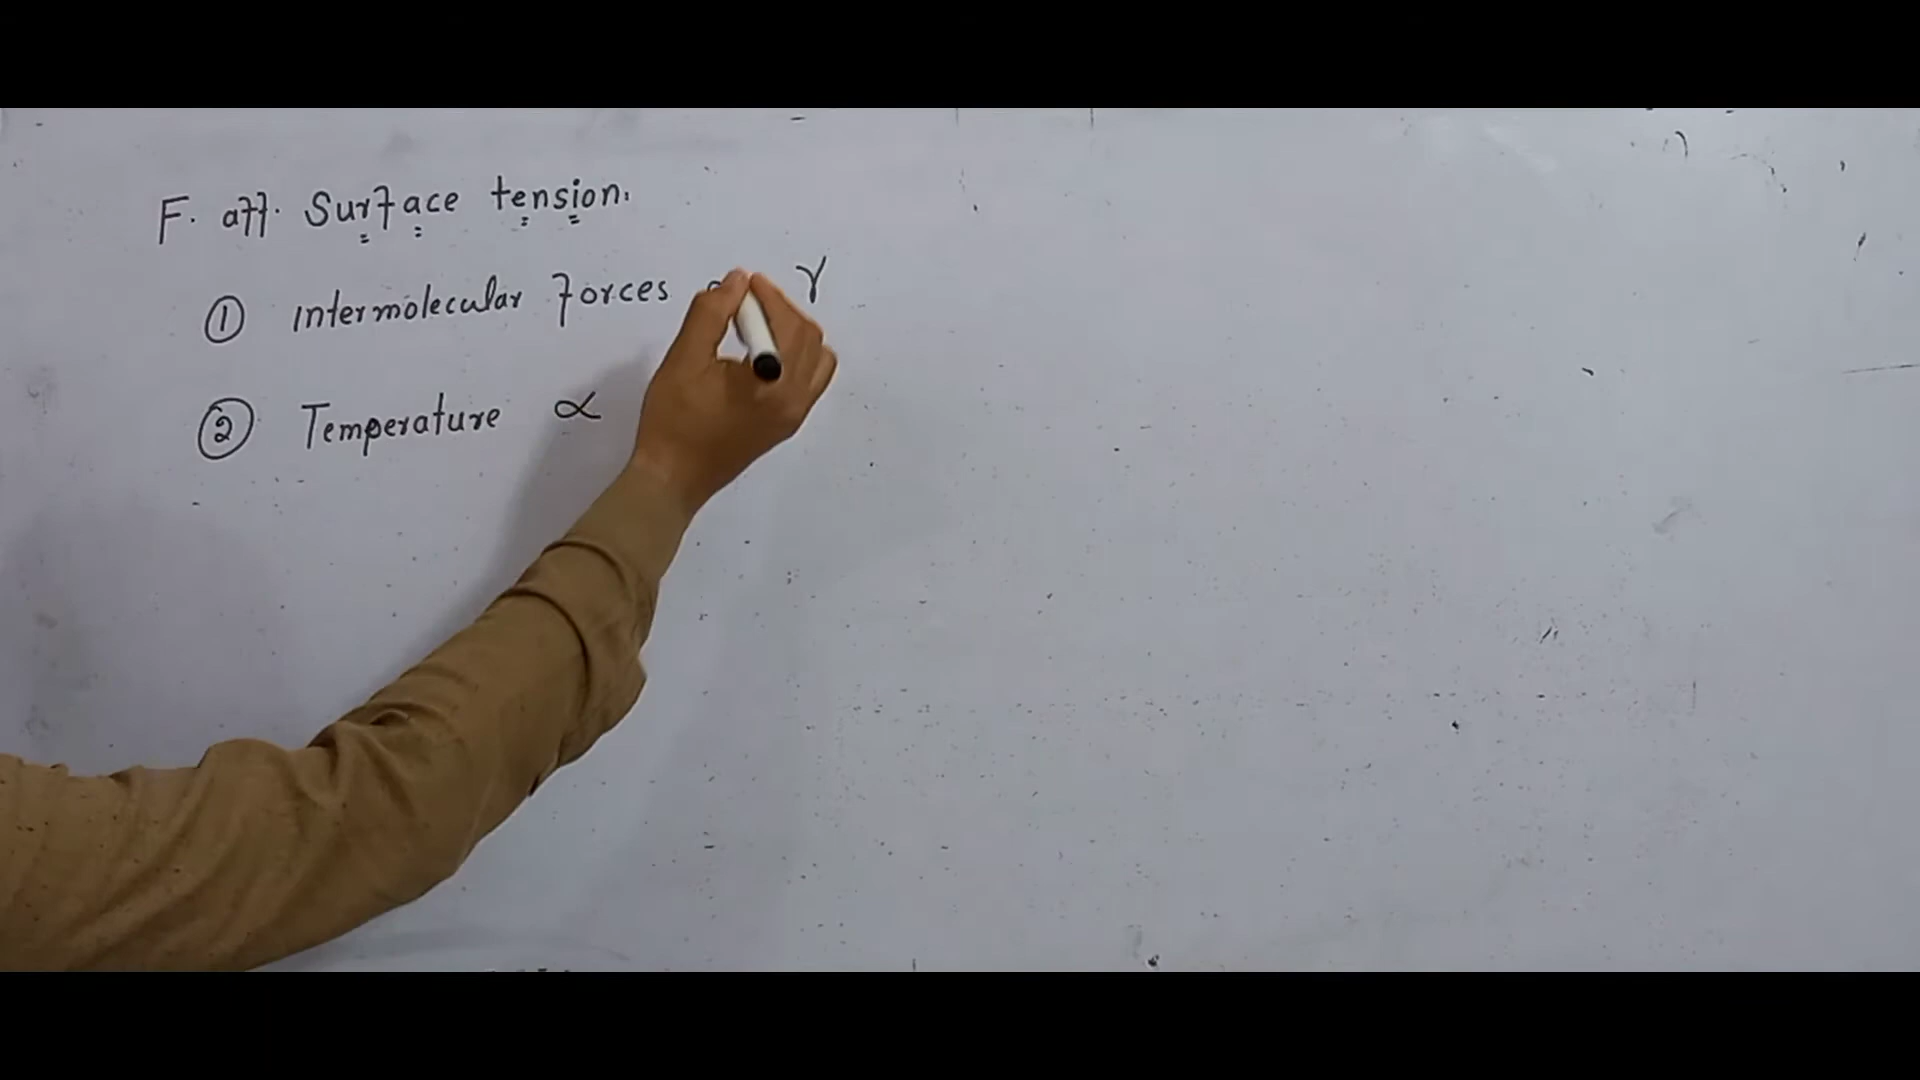 F. aff. Surface tension.
① Intermolecular forces ∝ γ
② Temperature ∝